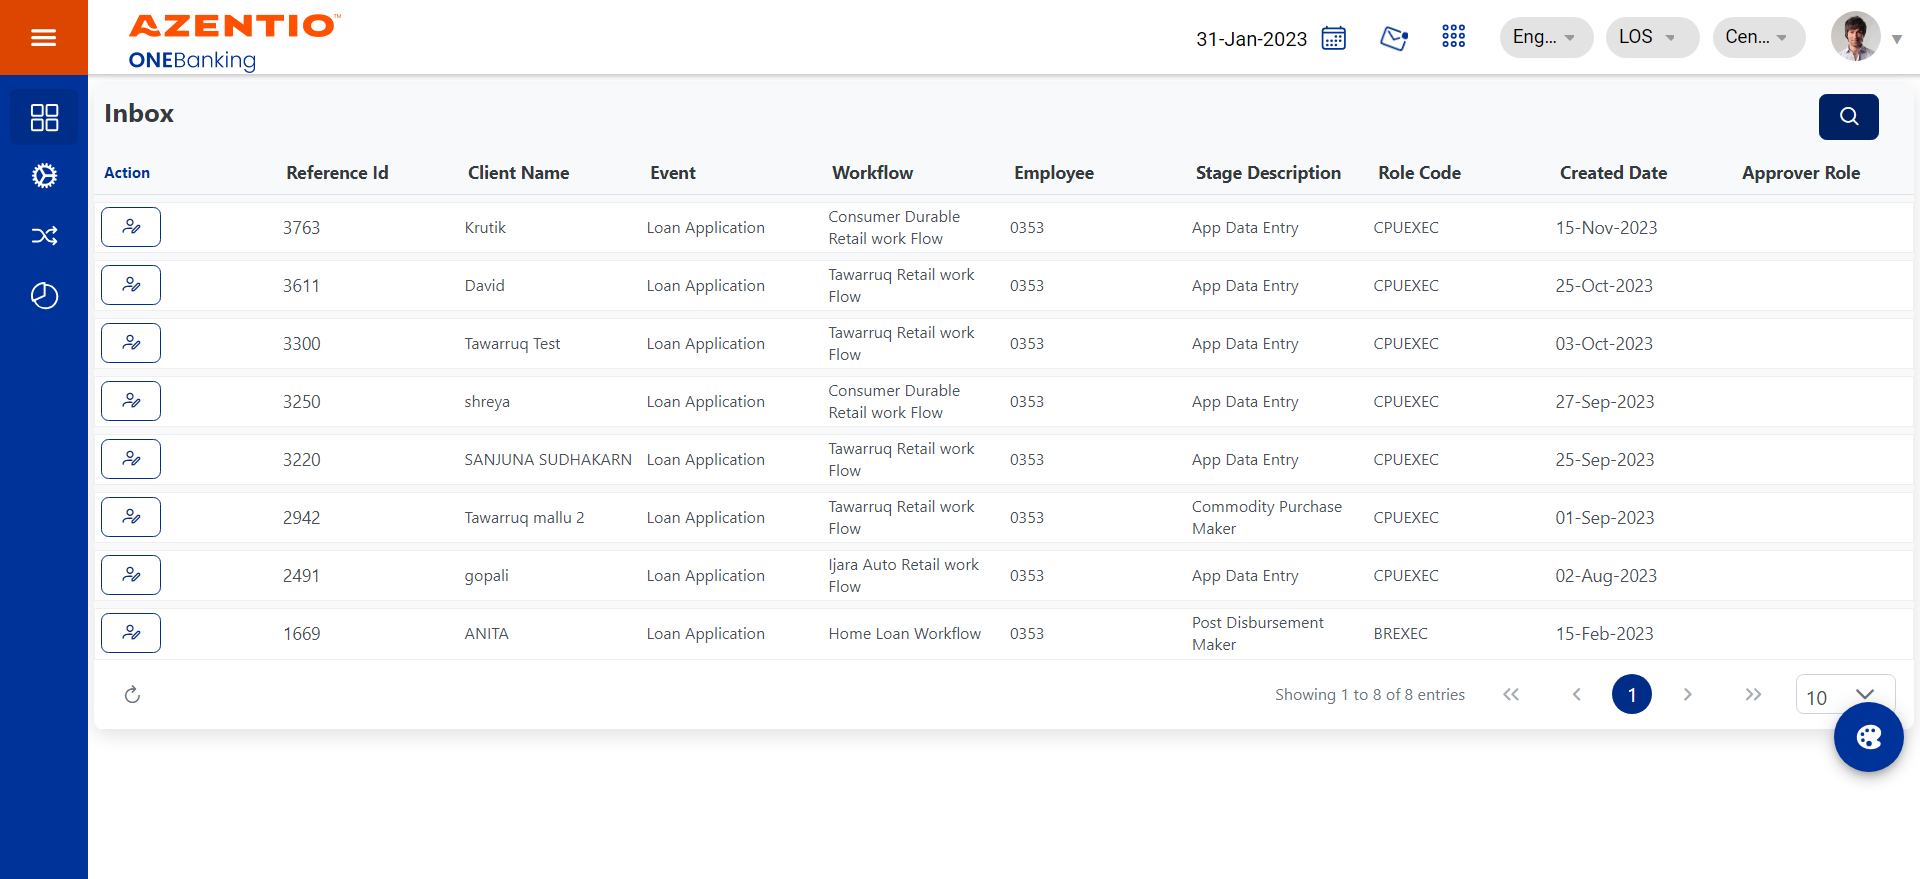 AZENTIO™
ONEBanking
31-Jan-2023
Eng...
LOS
Cen...
Inbox
Action Reference Id Client Name Event Workflow Employee Stage Description Role Code Created Date Approver Role
3763 Krutik Loan Application Consumer Durable Retail work Flow 0353 App Data Entry CPUEXEC 15-Nov-2023
3611 David Loan Application Tawarruq Retail work Flow 0353 App Data Entry CPUEXEC 25-Oct-2023
3300 Tawarruq Test Loan Application Tawarruq Retail work Flow 0353 App Data Entry CPUEXEC 03-Oct-2023
3250 shreya Loan Application Consumer Durable Retail work Flow 0353 App Data Entry CPUEXEC 27-Sep-2023
3220 SANJUNA SUDHAKARN Loan Application Tawarruq Retail work Flow 0353 App Data Entry CPUEXEC 25-Sep-2023
2942 Tawarruq mallu 2 Loan Application Tawarruq Retail work Flow 0353 Commodity Purchase Maker CPUEXEC 01-Sep-2023
2491 gopali Loan Application Ijara Auto Retail work Flow 0353 App Data Entry CPUEXEC 02-Aug-2023
1669 ANITA Loan Application Home Loan Workflow 0353 Post Disbursement Maker BREXEC 15-Feb-2023
Showing 1 to 8 of 8 entries
1
10